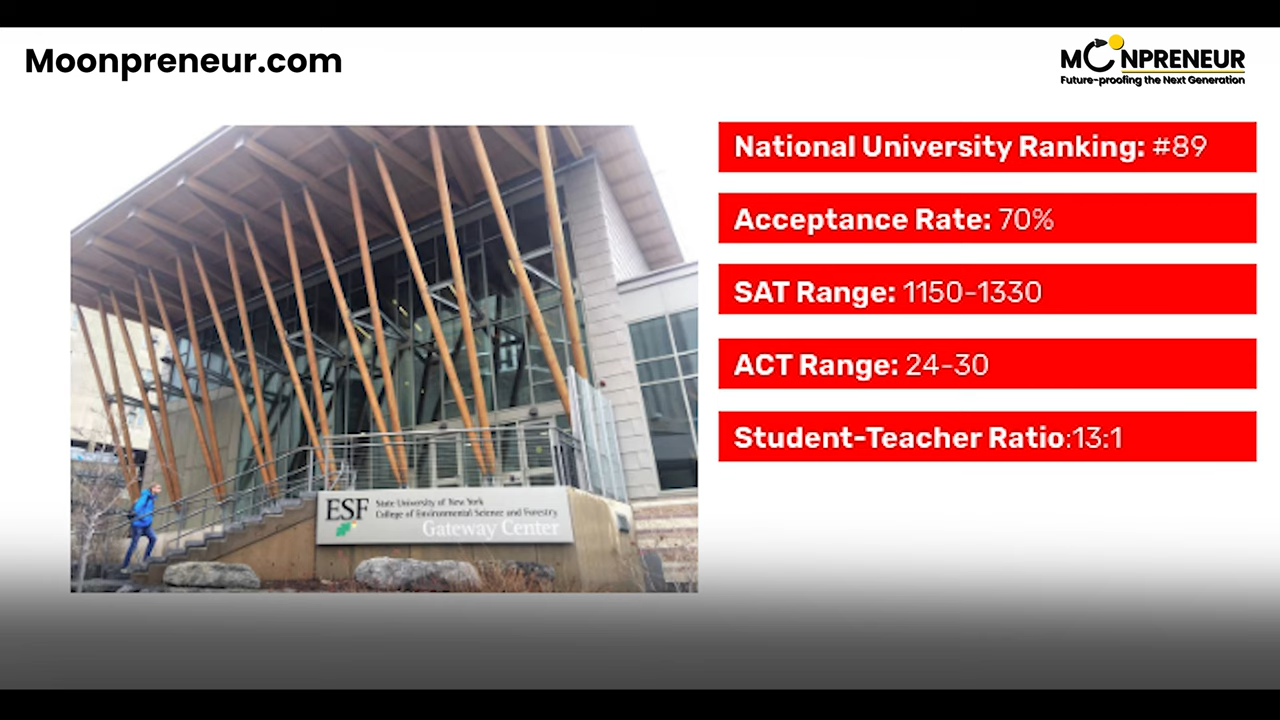 Moonpreneur.com
MOONPRENEUR
Future-proofing the Next Generation
National University Ranking: #89
Acceptance Rate: 70%
SAT Range: 1150-1330
ACT Range: 24-30
Student-Teacher Ratio:13:1
ESF
State University of New York
College of Environmental Science and Forestry
Gateway Center